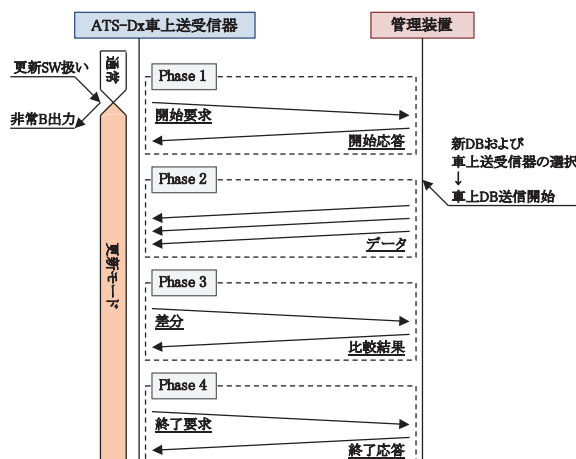 ATS-Dx車上送受信器
管理装置
更新SW扱い
通常
非常B出力
更新モード
Phase 1
開始要求
開始応答
新DBおよび
車上送受信器の選択
↓
車上DB送信開始
Phase 2
データ
Phase 3
差分
比較結果
Phase 4
終了要求
終了応答